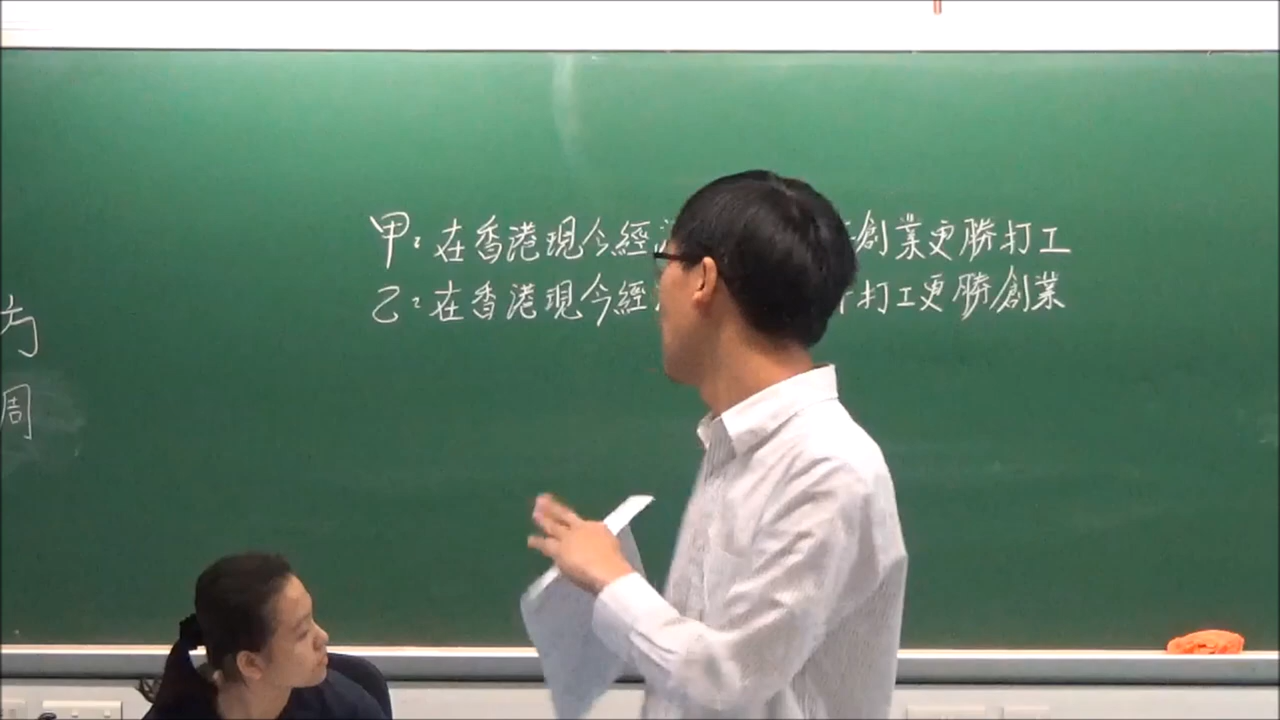 甲：在香港現今經 創業更勝打工
乙：在香港現今經 打工更勝創業
方
周